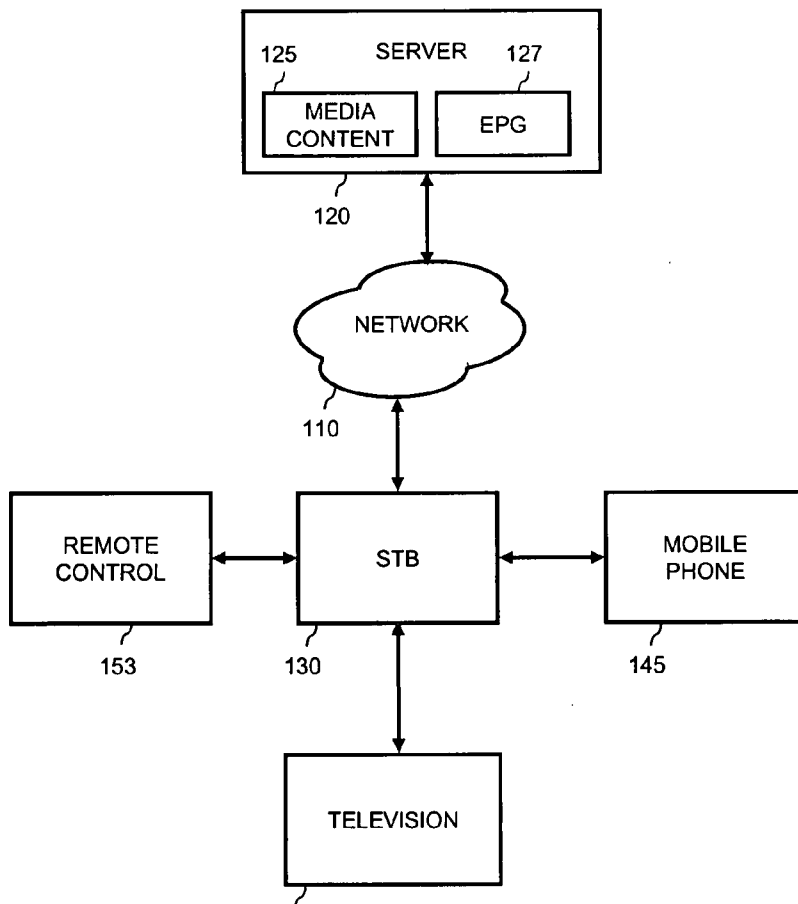 125
SERVER
127
MEDIA
CONTENT
EPG
120
NETWORK
110
REMOTE
CONTROL
STB
MOBILE
PHONE
153
130
145
TELEVISION